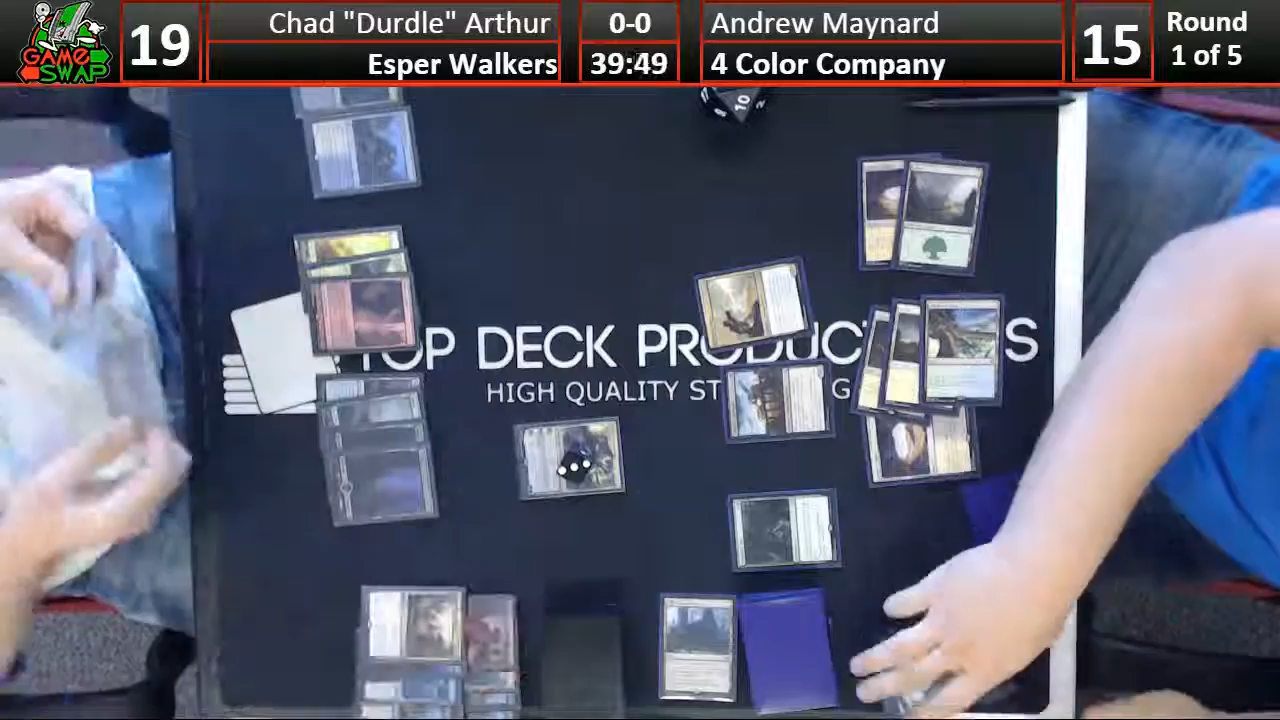 GAME
SWAP
19
Chad "Durdle" Arthur
Esper Walkers
0-0
39:49
Andrew Maynard
4 Color Company
15
Round
1 of 5
10
TOP DECK PRODUC S
HIGH QUALITY ST G